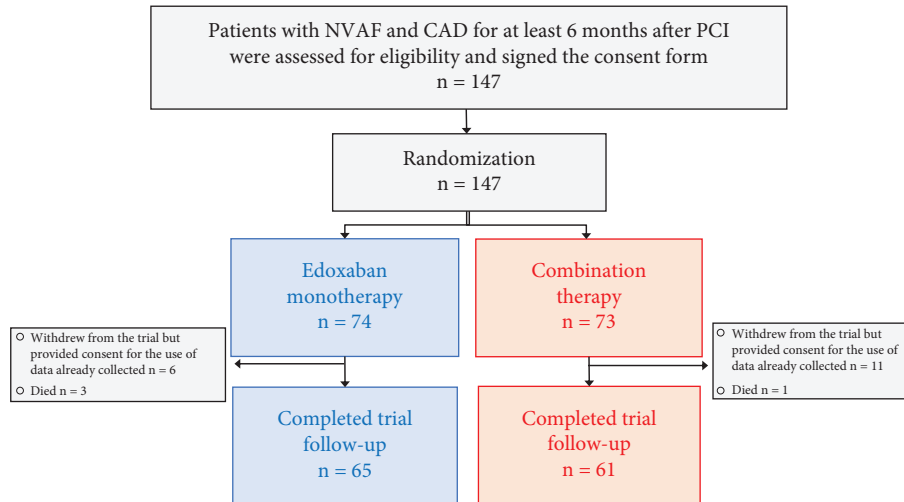 Patients with NVAF and CAD for at least 6 months after PCI
were assessed for eligibility and signed the consent form
n = 147
Randomization
n = 147
Edoxaban
monotherapy
n = 74
Combination
therapy
n = 73
○ Withdrew from the trial but
provided consent for the use of
data already collected n = 6
○ Died n = 3
○ Withdrew from the trial but
provided consent for the use of
data already collected n = 11
○ Died n = 1
Completed trial
follow-up
n = 65
Completed trial
follow-up
n = 61